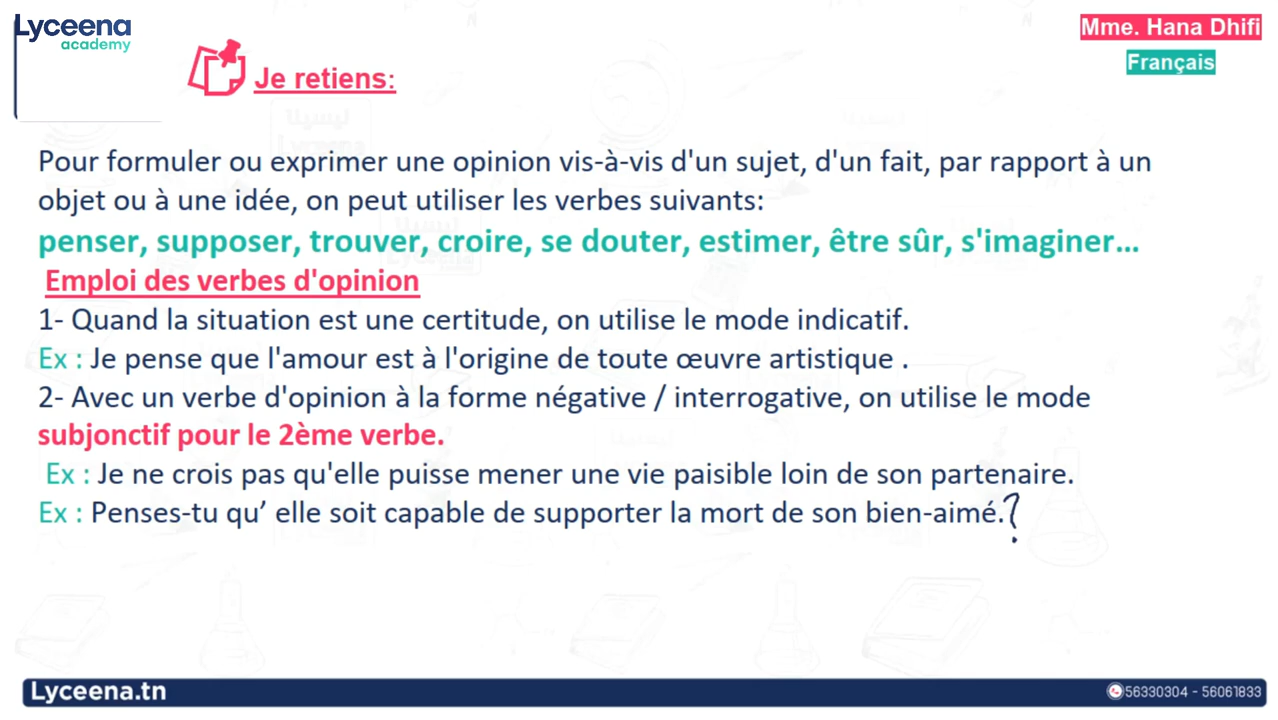 Lyceena
academy
Mme. Hana Dhifi
Français
Je retiens:
Pour formuler ou exprimer une opinion vis-à-vis d'un sujet, d'un fait, par rapport à un
objet ou à une idée, on peut utiliser les verbes suivants:
penser, supposer, trouver, croire, se douter, estimer, être sûr, s'imaginer...
Emploi des verbes d'opinion
1- Quand la situation est une certitude, on utilise le mode indicatif.
Ex : Je pense que l'amour est à l'origine de toute œuvre artistique .
2- Avec un verbe d'opinion à la forme négative / interrogative, on utilise le mode
subjonctif pour le 2ème verbe.
Ex : Je ne crois pas qu'elle puisse mener une vie paisible loin de son partenaire.
Ex : Penses-tu qu’ elle soit capable de supporter la mort de son bien-aimé.?
Lyceena.tn
56330304 - 56061833